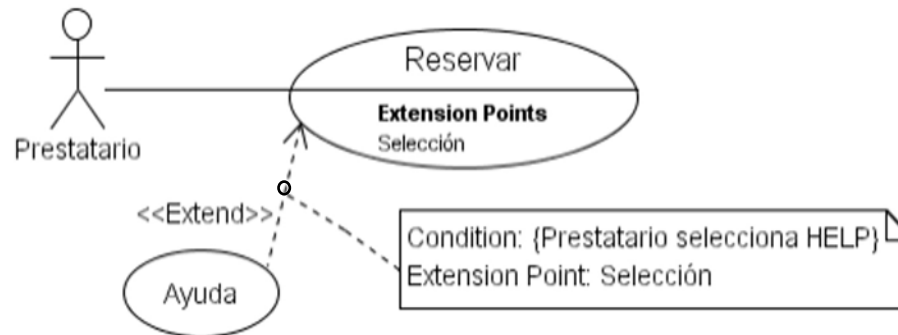 Reservar
Extension Points
Selección
Prestatario
<<Extend>>
Condition: {Prestatario selecciona HELP}
Extension Point: Selección
Ayuda